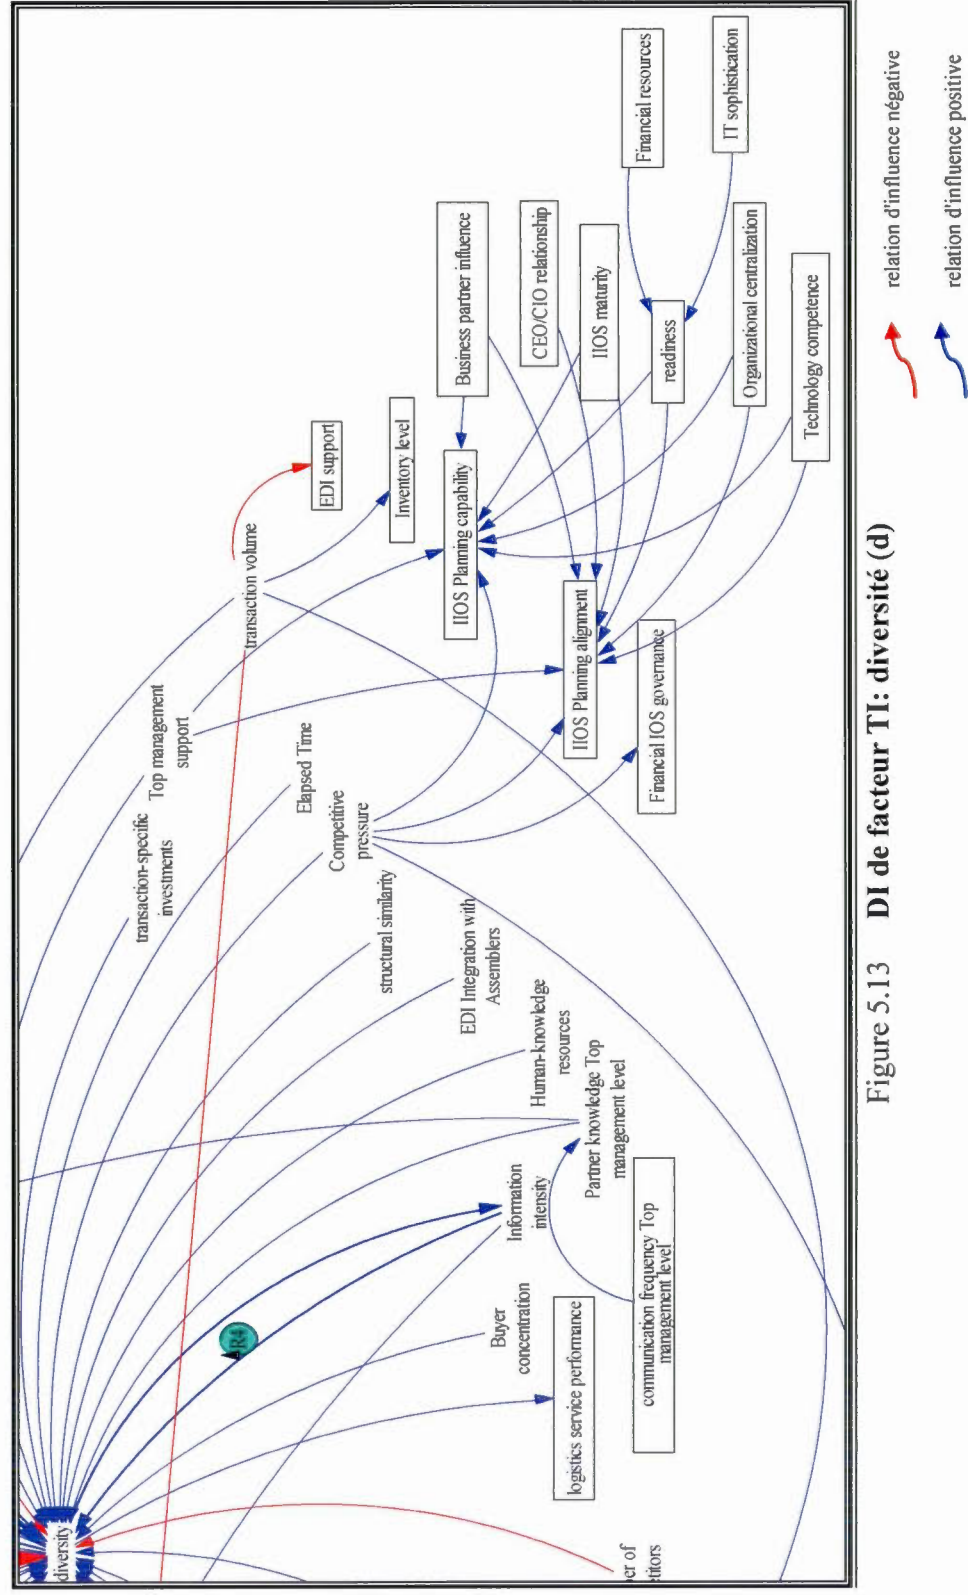 Financial resources
IT sophistication
Business partner influence
CEO/CIO relationship
IIOS maturity
readiness
Organizational centralization
Technology competence
EDI support
Inventory level
IIOS Planning capability
transaction volume
IIOS Planning alignment
Financial IOS governance
Top management
support
Elapsed Time
transaction-specific
investments
Competitive
pressure
structural similarity
EDI Integration with
Assemblers
Human-knowledge
resources
Partner knowledge Top
management level
Information
intensity
communication frequency Top
management level
R4
Buyer
concentration
logistics service performance
diversity
er of
titors
Figure 5.13 DI de facteur TI: diversité (d)
relation d'influence négative
relation d'influence positive